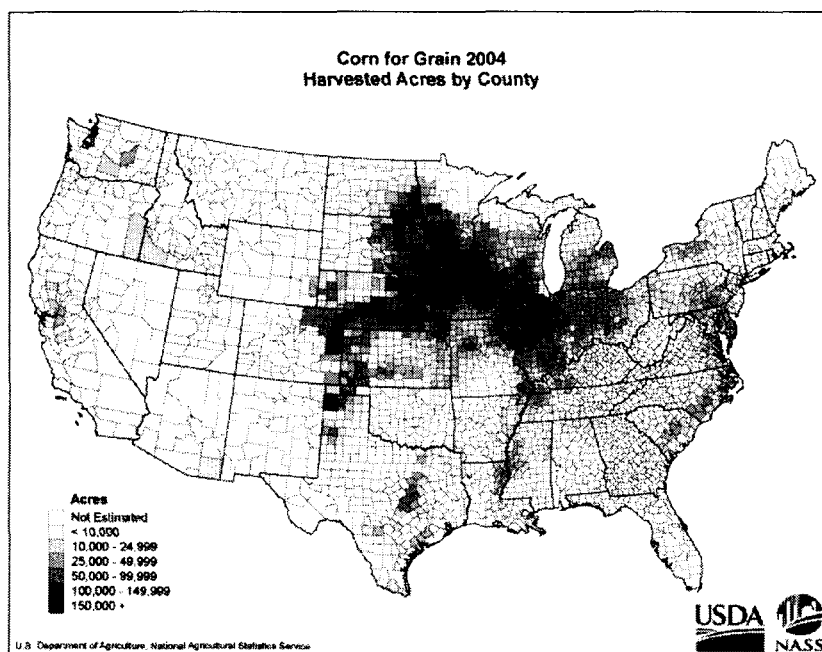 Corn for Grain 2004
Harvested Acres by County
Acres
Not Estimated
< 10,000
10,000 - 24,999
25,000 - 49,999
50,000 - 99,999
100,000 - 149,999
150,000 +
U.S. Department of Agriculture, National Agricultural Statistics Service
USDA
NASS